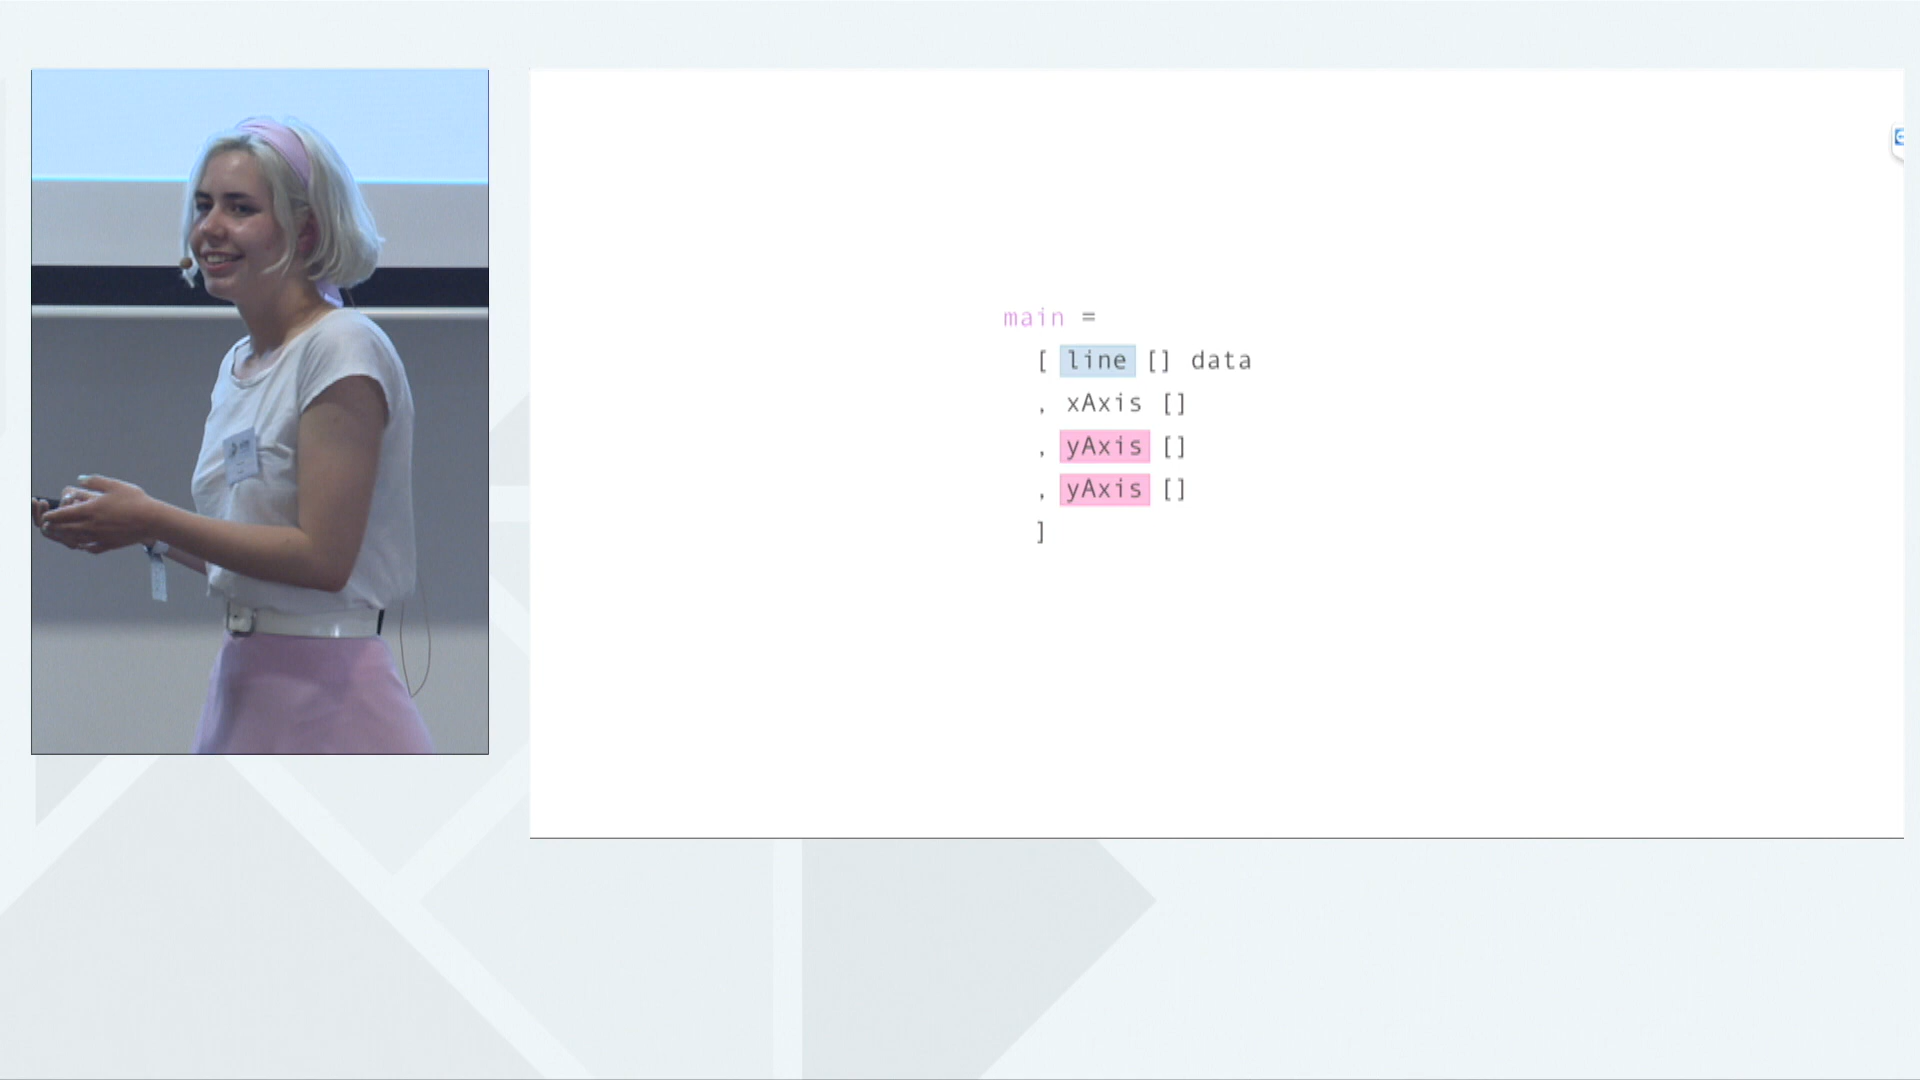 main =
[ line [] data
, xAxis []
, yAxis []
, yAxis []
]